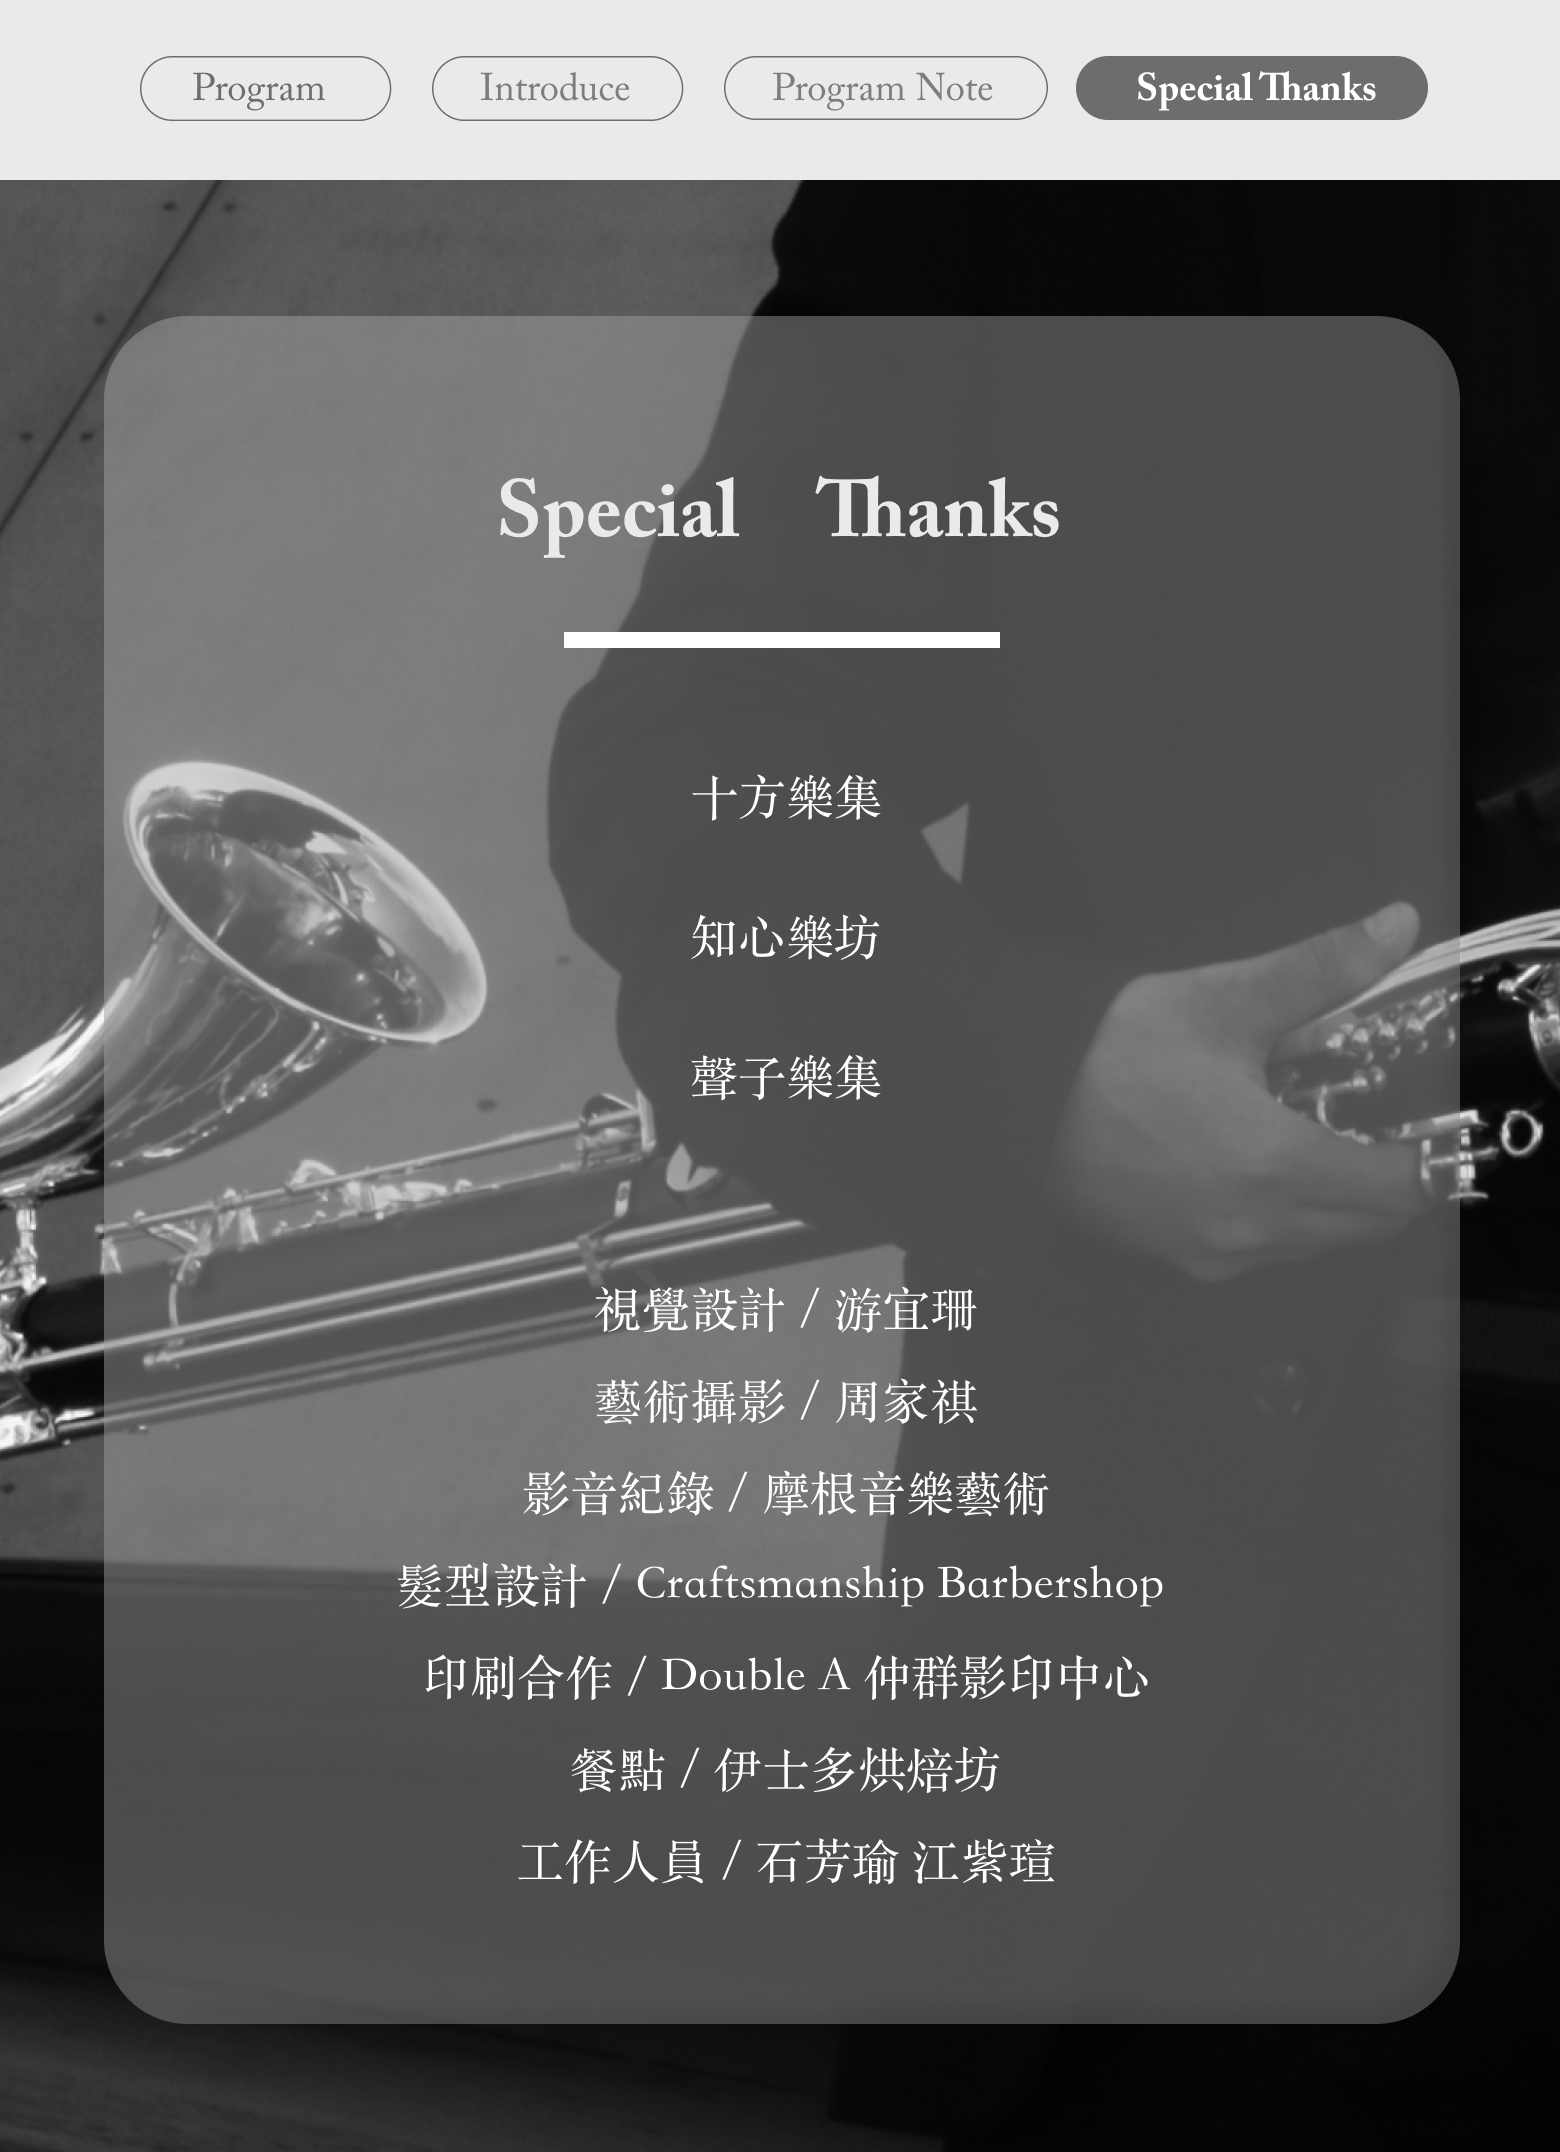 Program
Introduce
Program Note
Special Thanks
Special Thanks
十方樂集
知心樂坊
聲子樂集
視覺設計 / 游宜珊
藝術攝影 / 周家祺
影音紀錄 / 摩根音樂藝術
髮型設計 / Craftsmanship Barbershop
印刷合作 / Double A 仲群影印中心
餐點 / 伊士多烘焙坊
工作人員 / 石芳瑜 江紫瑄